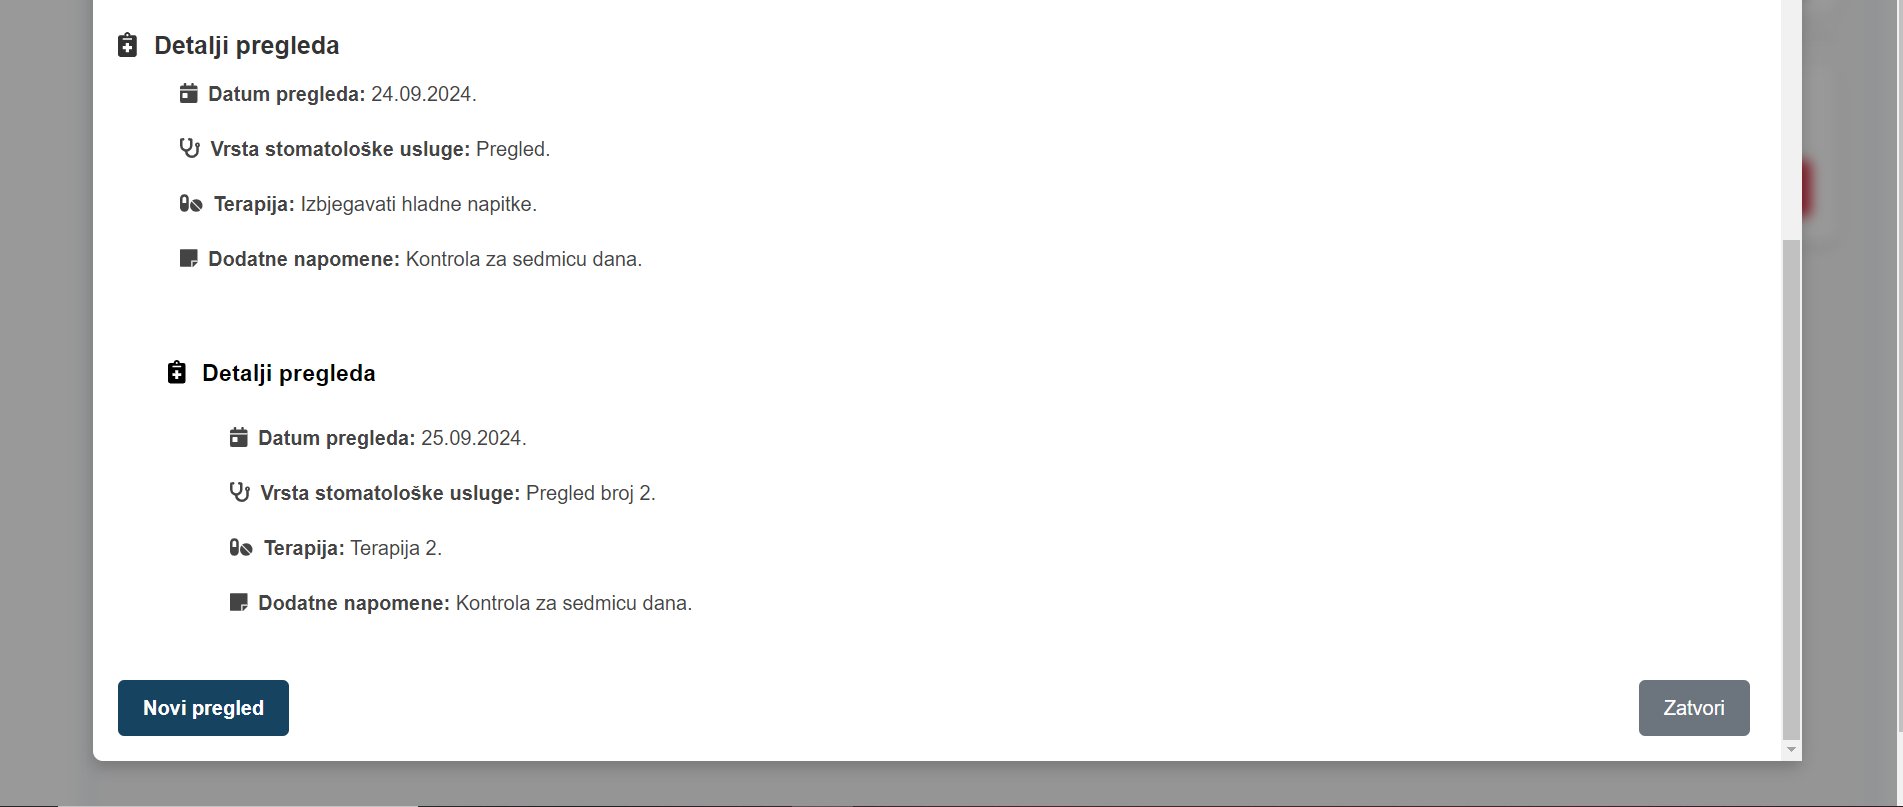 Detalji pregleda
Datum pregleda: 24.09.2024.
Vrsta stomatološke usluge: Pregled.
Terapija: Izbjegavati hladne napitke.
Dodatne napomene: Kontrola za sedmicu dana.
Detalji pregleda
Datum pregleda: 25.09.2024.
Vrsta stomatološke usluge: Pregled broj 2.
Terapija: Terapija 2.
Dodatne napomene: Kontrola za sedmicu dana.
Novi pregled
Zatvori